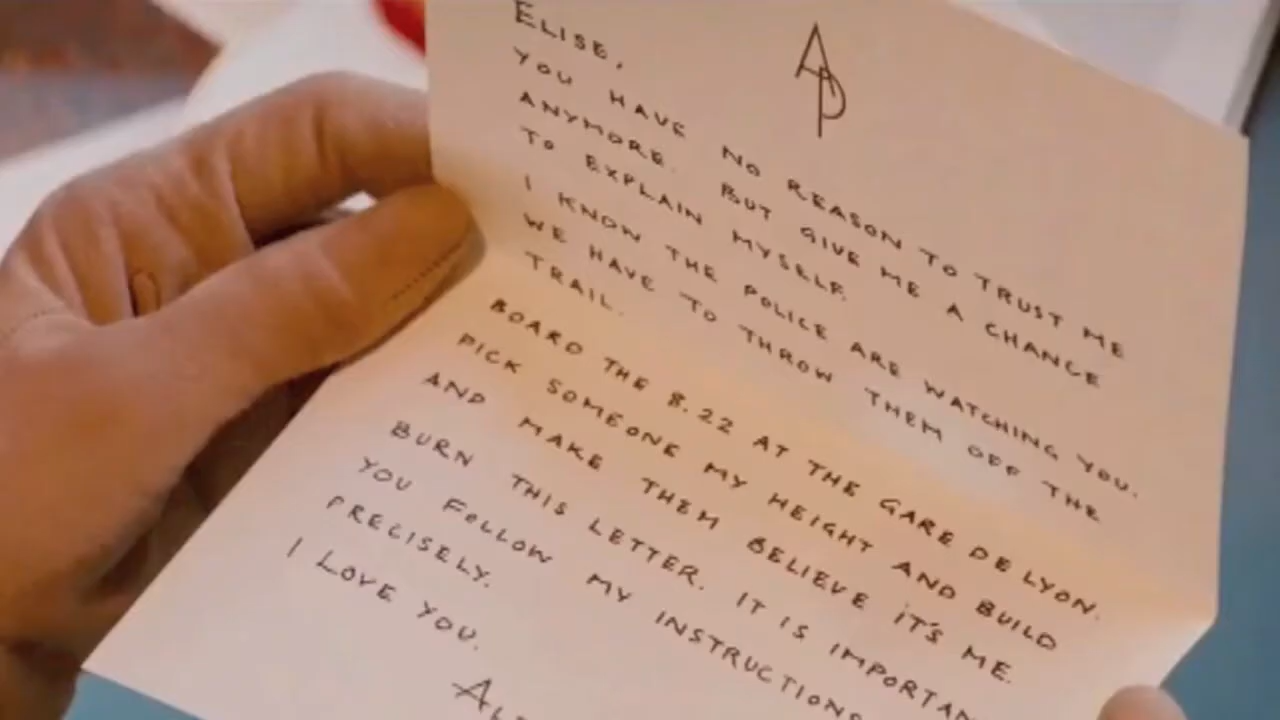 AP
ELISE,
YOU HAVE NO REASON TO TRUST ME
ANYMORE. BUT GIVE ME A CHANGE
TO EXPLAIN MYSELF.
I KNOW THE POLICE ARE WATCHING YOU.
WE HAVE TO THROW THEM OFF THE
TRAIL.
BOARD THE 8.22 AT THE GARE DE LYON.
PICK SOMEONE MY HEIGHT AND BUILD
AND MAKE THEM BELIEVE IT'S ME.
BURN THIS LETTER. IT IS IMPORTAN
YOU FOLLOW MY INSTRUCTIONS
PRECISELY.
I LOVE YOU.